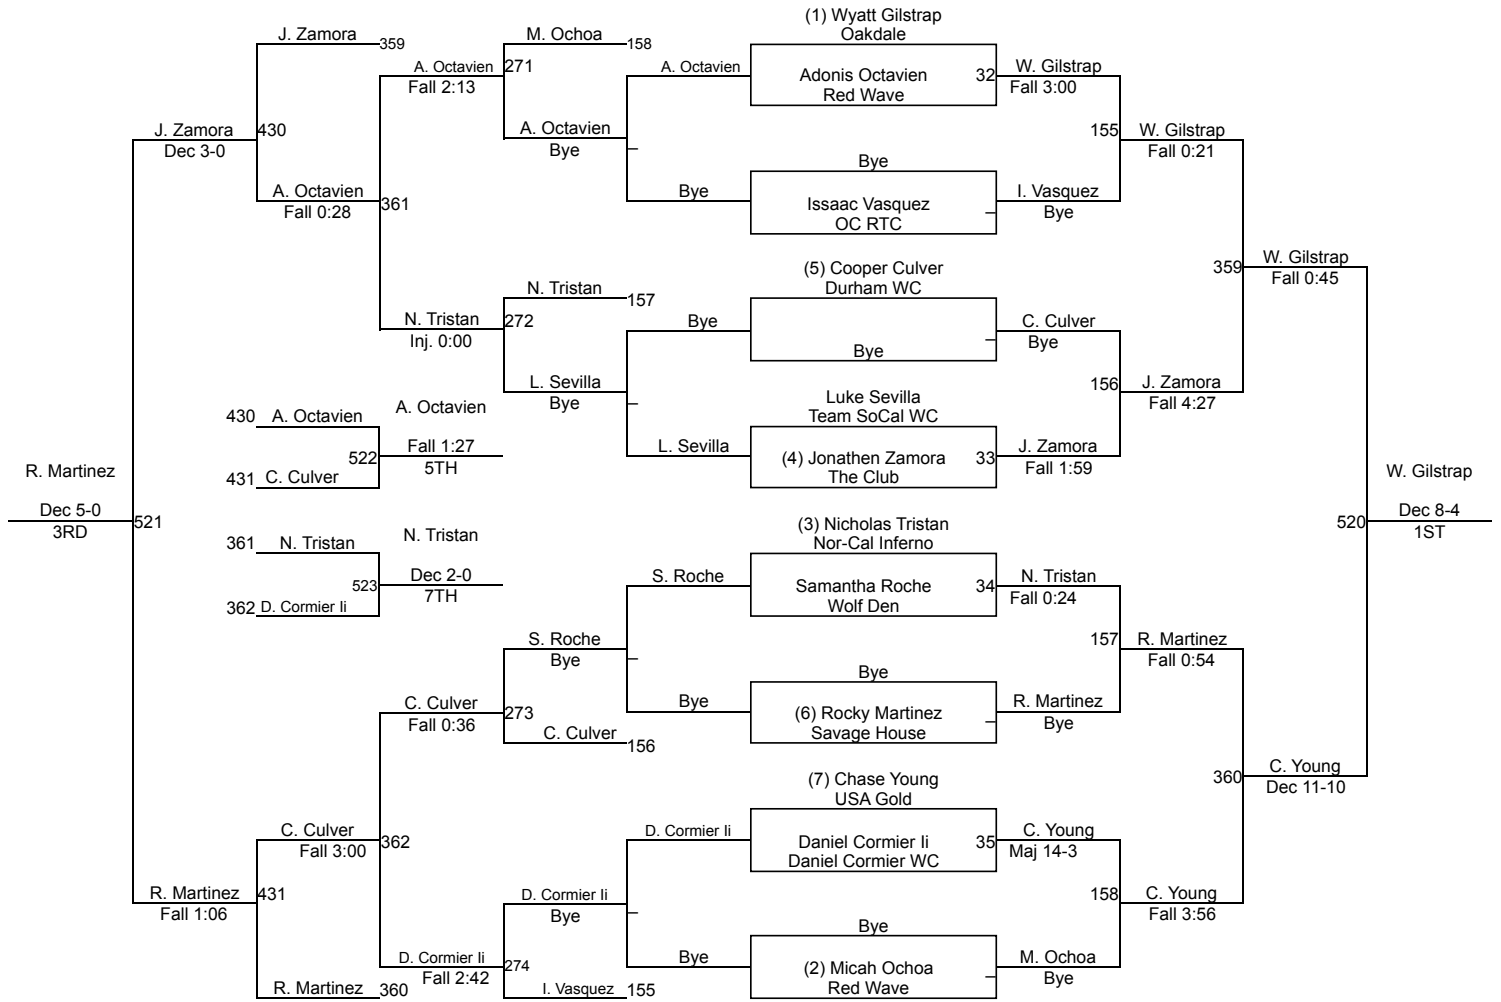 (1) Wyatt Gilstrap
Oakdale
J. Zamora 359
M. Ochoa 158
A. Octavien 271
Fall 2:13
A. Octavien
Adonis Octavien 32
Red Wave
W. Gilstrap
Fall 3:00
J. Zamora 430
Dec 3-0
A. Octavien
Bye
155
W. Gilstrap
Fall 0:21
Bye
A. Octavien 361
Fall 0:28
Bye
Issaac Vasquez
OC RTC
I. Vasquez
Bye
(5) Cooper Culver
Durham WC
359
W. Gilstrap
Fall 0:45
N. Tristan 157
N. Tristan 272
Inj. 0:00
Bye
Bye
C. Culver
Bye
L. Sevilla
Bye
156
J. Zamora
Fall 4:27
Luke Sevilla
Team SoCal WC
430 A. Octavien
A. Octavien
522
Fall 1:27
5TH
431 C. Culver
L. Sevilla
(4) Jonathen Zamora 33
The Club
J. Zamora
Fall 1:59
R. Martinez
Dec 5-0
3RD
521
W. Gilstrap
520
Dec 8-4
1ST
(3) Nicholas Tristan
Nor-Cal Inferno
361 N. Tristan
N. Tristan
523
Dec 2-0
7TH
362 D. Cormier Ii
S. Roche
Samantha Roche 34
Wolf Den
N. Tristan
Fall 0:24
S. Roche
Bye
157
R. Martinez
Fall 0:54
Bye
C. Culver 273
Fall 0:36
Bye
(6) Rocky Martinez
Savage House
R. Martinez
Bye
C. Culver 156
(7) Chase Young
USA Gold
360
C. Young
Dec 11-10
C. Culver 362
Fall 3:00
D. Cormier Ii
Daniel Cormier Ii 35
Daniel Cormier WC
C. Young
Maj 14-3
R. Martinez 431
Fall 1:06
D. Cormier Ii
Bye
158
C. Young
Fall 3:56
Bye
D. Cormier Ii 274
Fall 2:42
Bye
(2) Micah Ochoa
Red Wave
M. Ochoa
Bye
R. Martinez 360
I. Vasquez 155